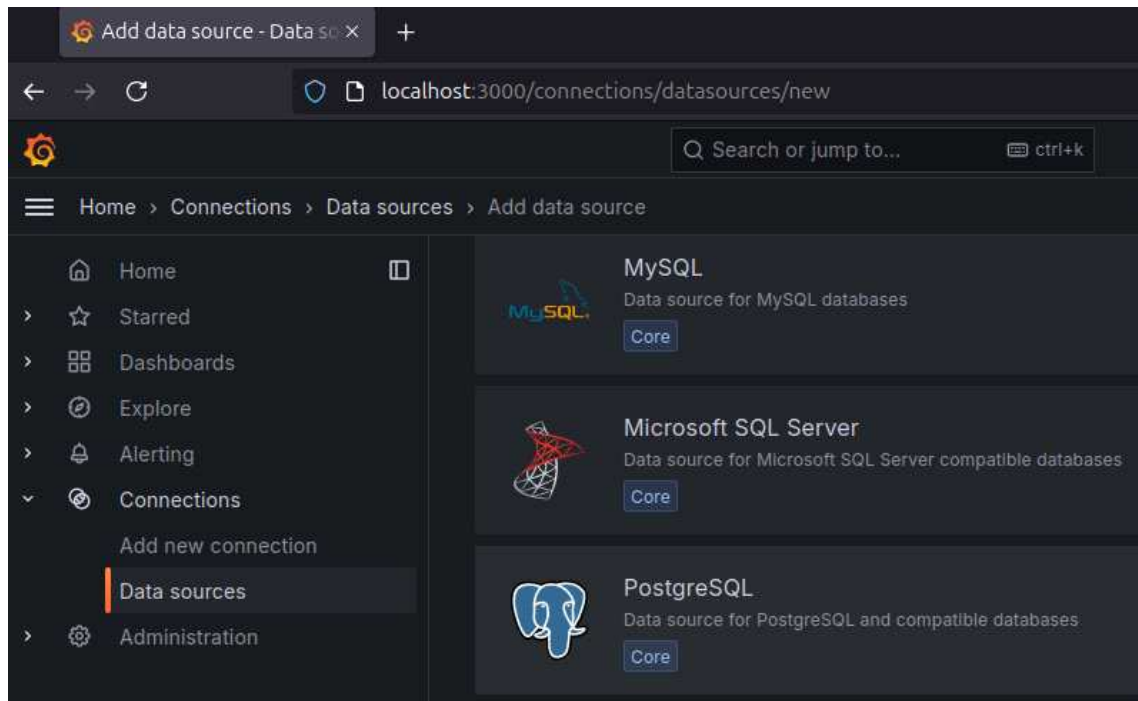 Add data source - Data so
localhost:3000/connections/datasources/new
Search or jump to... ctrl+k
Home › Connections › Data sources › Add data source
Home
Starred
Dashboards
Explore
Alerting
Connections
Add new connection
Data sources
Administration
MySQL
MySQL.
Data source for MySQL databases
Core
Microsoft SQL Server
Data source for Microsoft SQL Server compatible databases
Core
PostgreSQL
Data source for PostgreSQL and compatible databases
Core